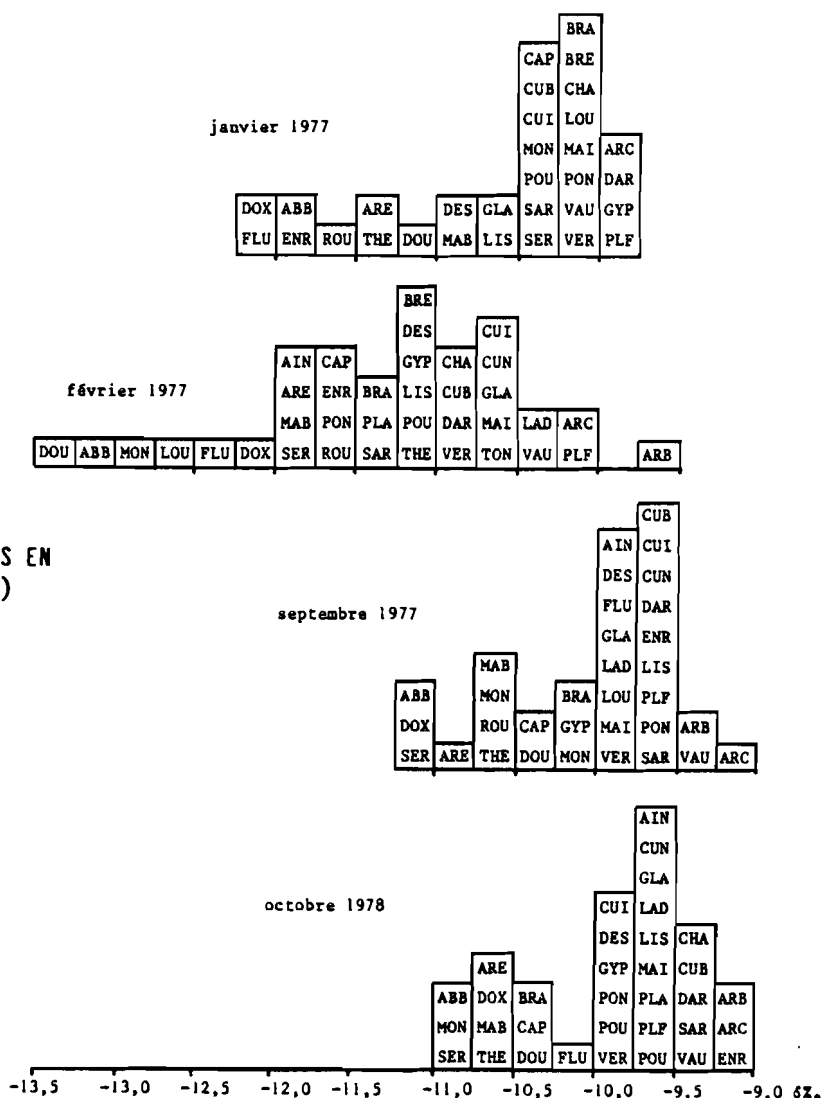 janvier 1977
BRA
CAP BRE
CUB CHA
CUI LOU
MON MAI ARC
POU PON DAR
DOX ABB ARE DES GLA SAR VAU GYP
FLU ENR ROU THE DOU MAB LIS SER VER PLF
février 1977
BRE
DES CUI
AIN CAP GYP CHA CUN
ARE ENR BRA LIS CUB GLA
MAB PON PLA POU DAR MAI LAD ARC
DOU ABB MON LOU FLU DOX SER ROU SAR THE VER TON VAU PLF ARB
S EN
)
septembre 1977
CUB
AIN CUI
DES CUN
FLU DAR
GLA ENR
MAB LAD LIS
ABB MON BRA LOU PLF
DOX ROU CAP GYP MAI PON ARB
SER ARE THE DOU MON VER SAR VAU ARC
octobre 1978
AIN
CUN
GLA
CUI LAD
DES LIS CHA
ARE GYP MAI CUB
ABB DOX BRA PON PLA DAR ARB
MON MAB CAP POU PLF SAR ARC
SER THE DOU FLU VER POU VAU ENR
-13,5 -13,0 -12,5 -12,0 -11,5 -11,0 -10,5 -10,0 -9,5 -9,0 δ‰